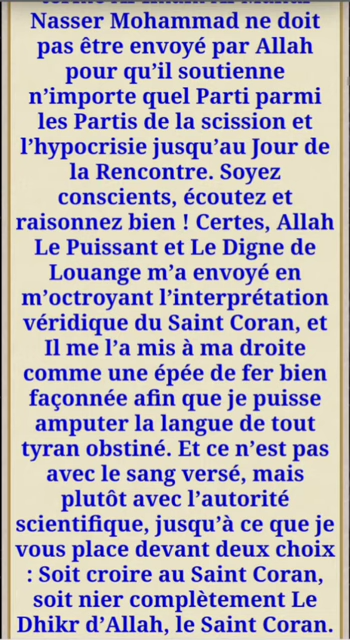 Nasser Mohammad ne doit
pas être envoyé par Allah
pour qu’il soutienne
n’importe quel Parti parmi
les Partis de la scission et
l’hypocrisie jusqu’au Jour de
la Rencontre. Soyez
conscients, écoutez et
raisonnez bien ! Certes, Allah
Le Puissant et Le Digne de
Louange m’a envoyé en
m’octroyant l’interprétation
véridique du Saint Coran, et
Il me l’a mis à ma droite
comme une épée de fer bien
façonnée afin que je puisse
amputer la langue de tout
tyran obstiné. Et ce n’est pas
avec le sang versé, mais
plutôt avec l’autorité
scientifique, jusqu’à ce que je
vous place devant deux choix
: Soit croire au Saint Coran,
soit nier complètement Le
Dhikr d’Allah, le Saint Coran.